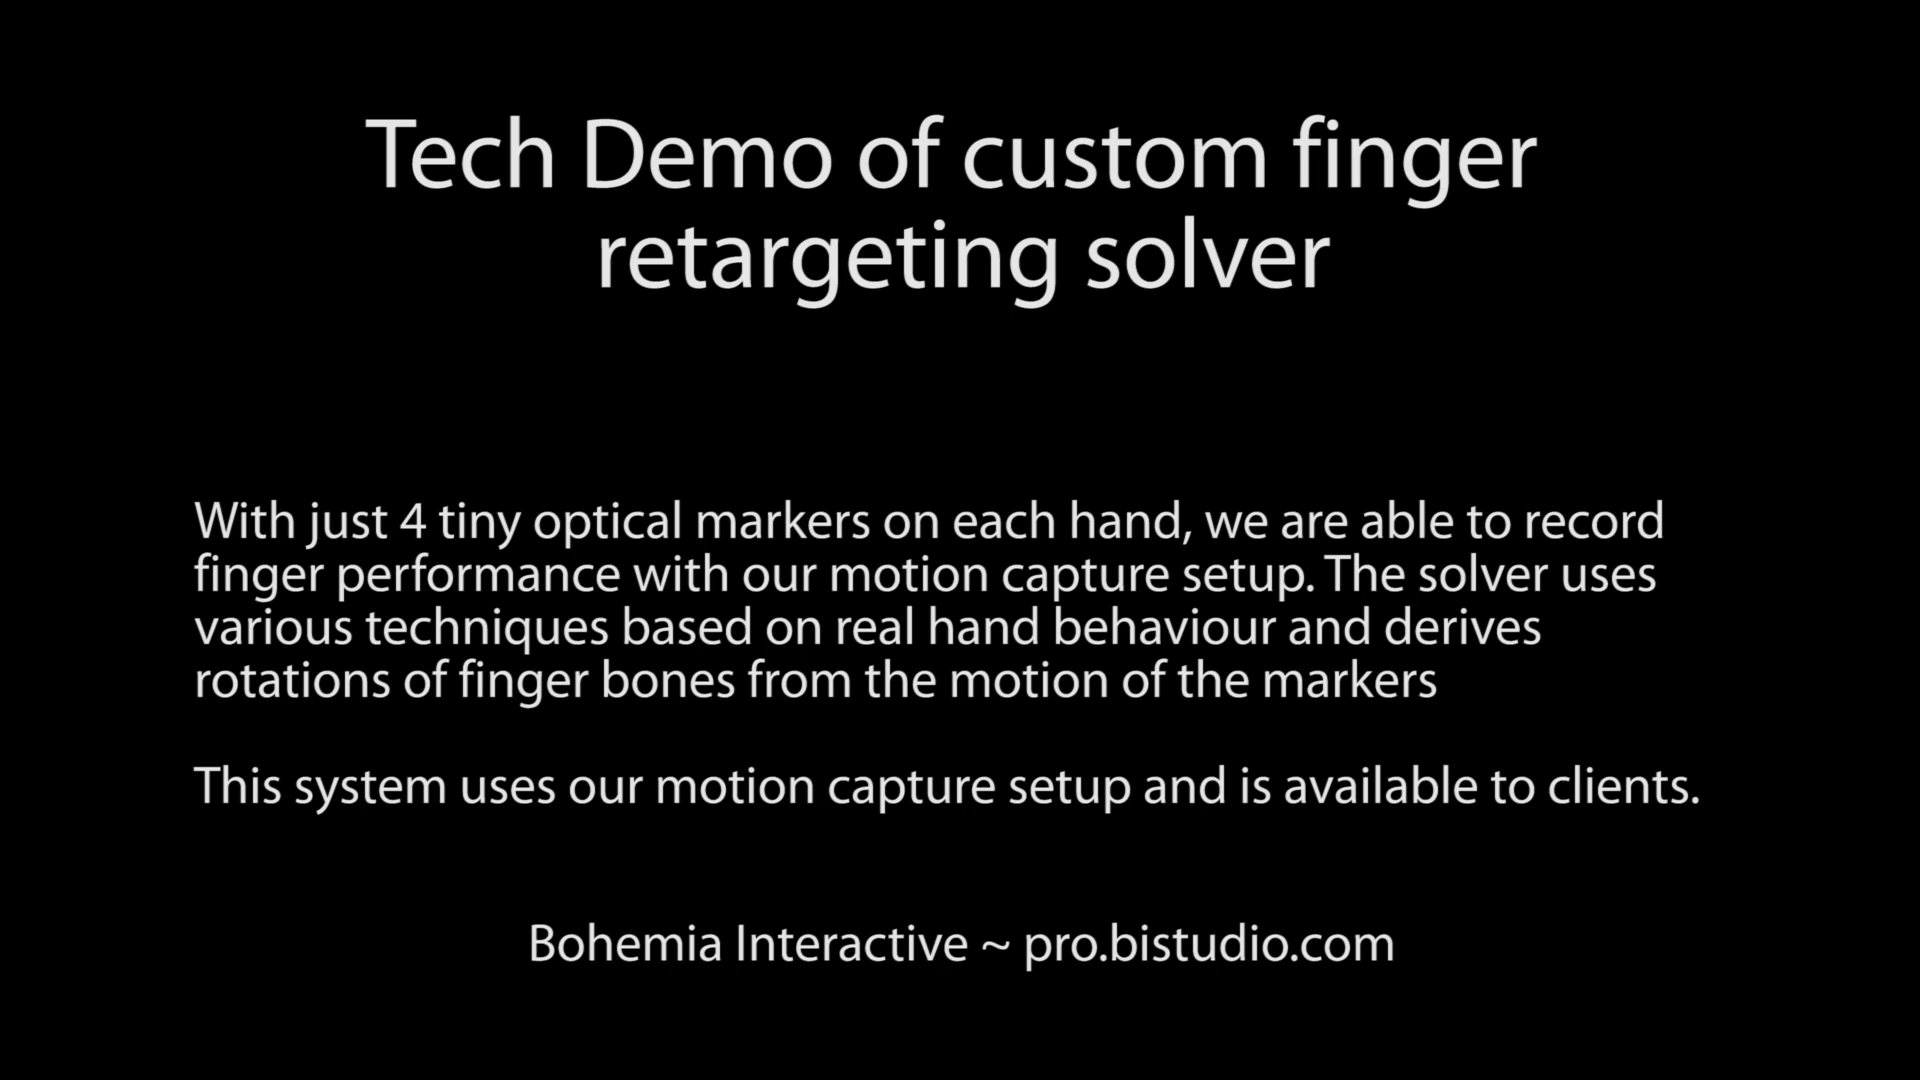 Tech Demo of custom finger
retargeting solver
With just 4 tiny optical markers on each hand, we are able to record
finger performance with our motion capture setup. The solver uses
various techniques based on real hand behaviour and derives
rotations of finger bones from the motion of the markers
This system uses our motion capture setup and is available to clients.
Bohemia Interactive ~ pro.bistudio.com